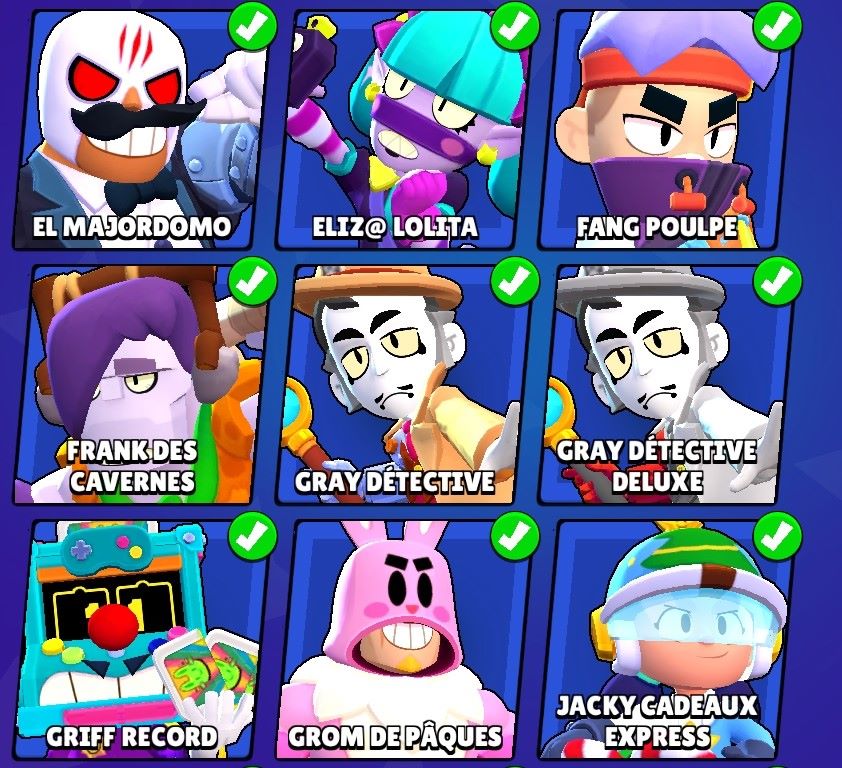 EL MAJORDOMO
ELIZ@ LOLITA
FANG POULPE
FRANK DES
CAVERNES
GRAY DÉTECTIVE
GRAY DÉTECTIVE
DELUXE
GRIFF RECORD
GROM DE PÂQUES
JACKY CADEAUX
EXPRESS